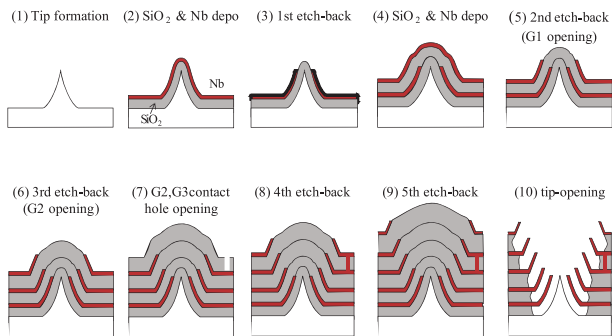 (1) Tip formation
(2) SiO₂ & Nb depo
(3) 1st etch-back
(4) SiO₂ & Nb depo
(5) 2nd etch-back
(G1 opening)
Nb
SiO₂
(6) 3rd etch-back
(G2 opening)
(7) G2,G3contact
hole opening
(8) 4th etch-back
(9) 5th etch-back
(10) tip-opening